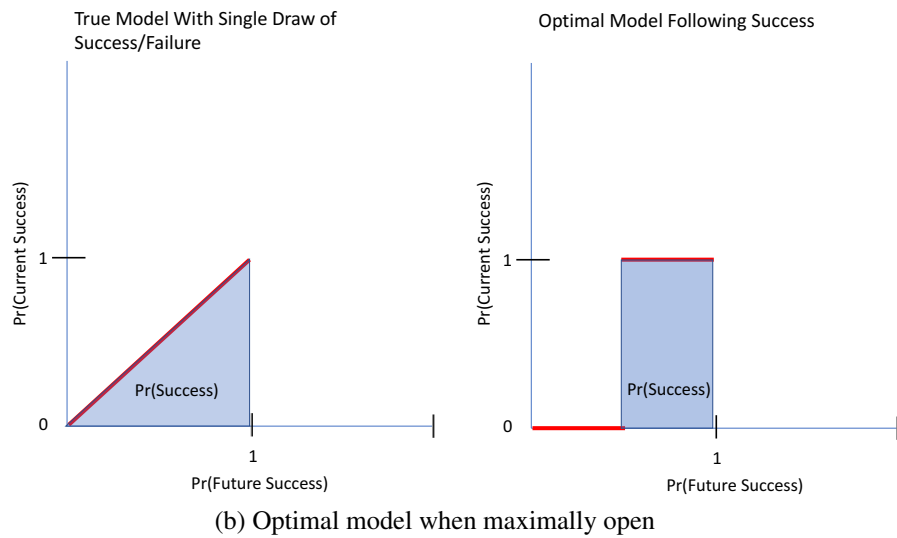 True Model With Single Draw of
Success/Failure
Pr(Current Success)
1
Pr(Success)
0
1
Pr(Future Success)
Optimal Model Following Success
Pr(Current Success)
1
Pr(Success)
0
1
Pr(Future Success)
(b) Optimal model when maximally open